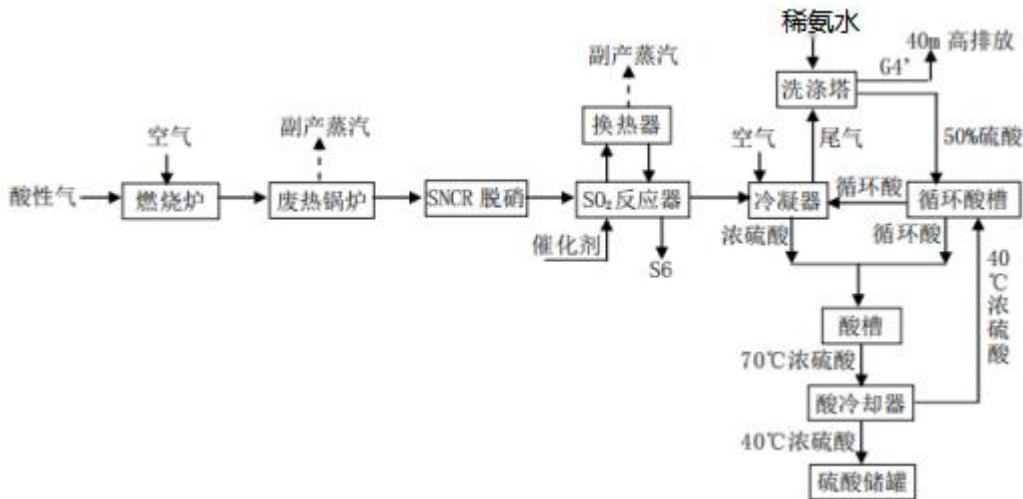 稀氨水
40m 高排放
G4'
副产蒸汽
洗涤塔
换热器
空气
尾气
50%硫酸
空气
副产蒸汽
酸性气
燃烧炉
废热锅炉
SNCR 脱硝
SO₂反应器
冷凝器
循环酸
循环酸槽
催化剂
S6
浓硫酸
循环酸
40℃浓硫酸
酸槽
70℃浓硫酸
酸冷却器
40℃浓硫酸
硫酸储罐